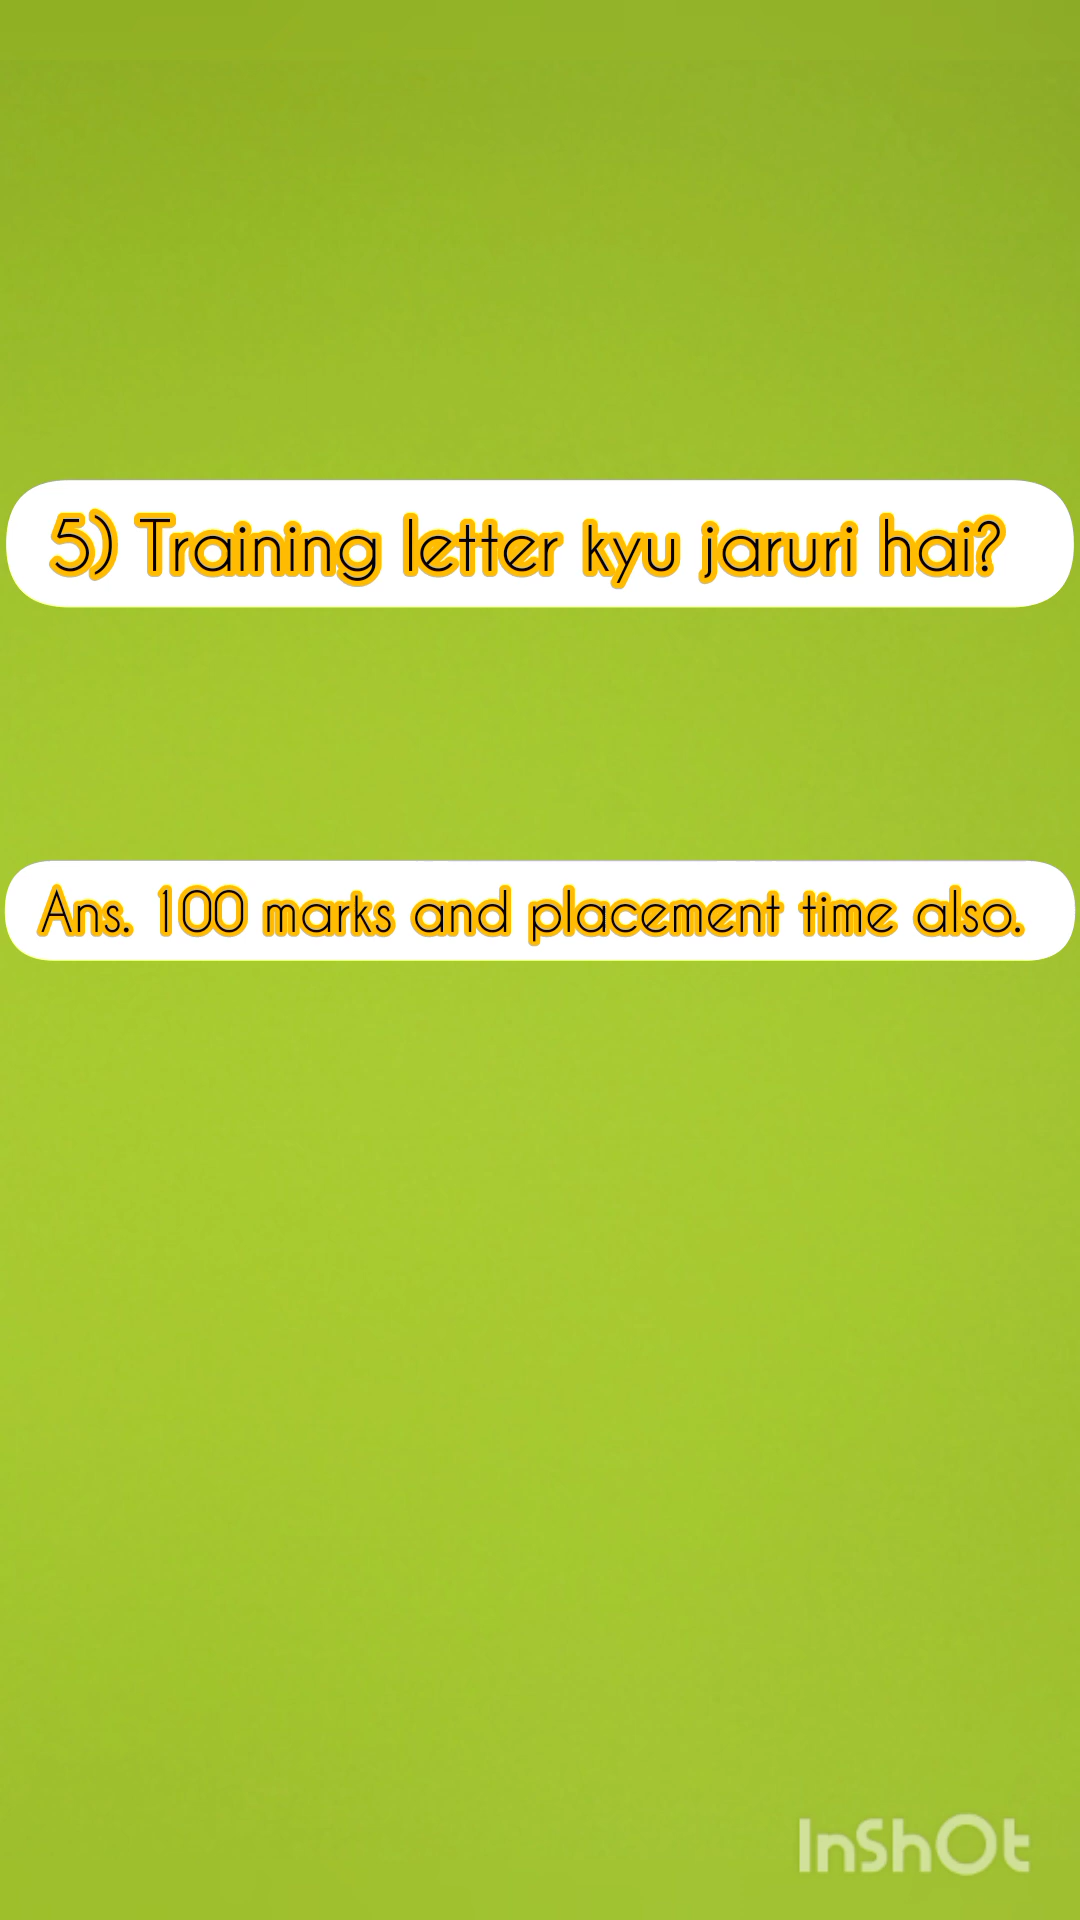 5) Training letter kyu jaruri hai?
Ans. 100 marks and placement time also.
InShOt